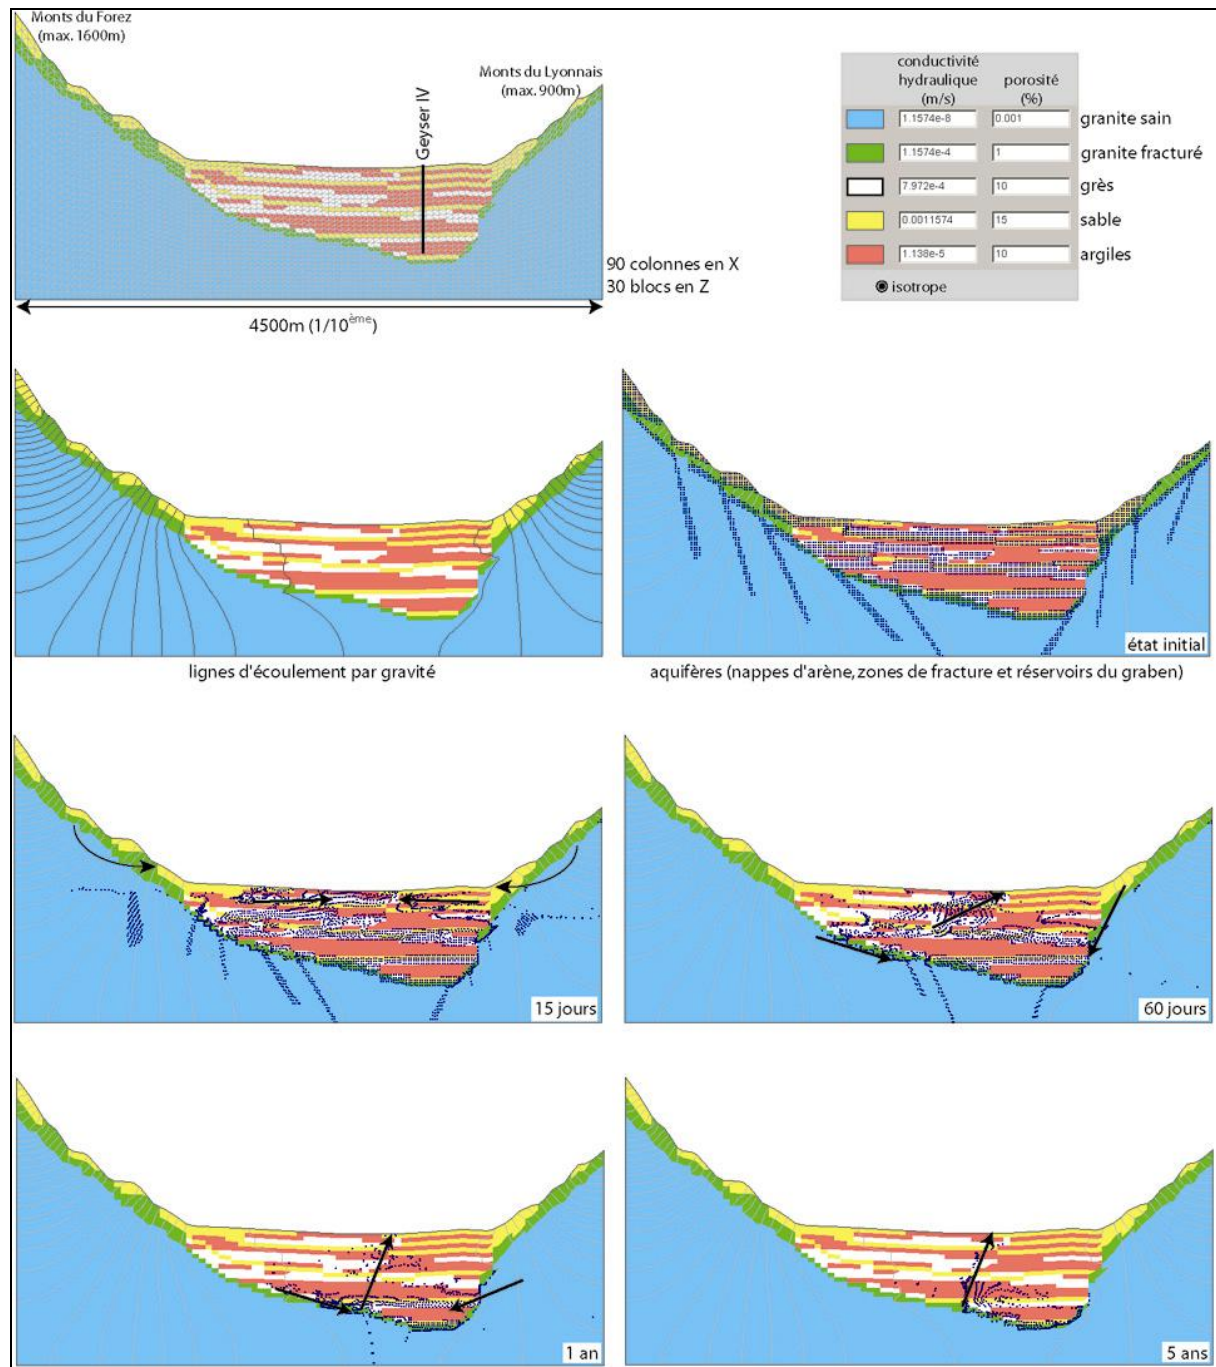 Monts du Forez
(max. 1600m)
Monts du Lyonnais
(max. 900m)
Geyser IV
90 colonnes en X
30 blocs en Z
4500m (1/10ème)
conductivité
hydraulique
(m/s)
porosité
(%)
1.1574e-8 0.001 granite sain
1.1574e-4 1 granite fracturé
7.972e-4 10 grès
0.0011574 15 sable
1.138e-5 10 argiles
isotrope
lignes d'écoulement par gravité
état initial
aquifères (nappes d'arène, zones de fracture et réservoirs du graben)
15 jours
60 jours
1 an
5 ans